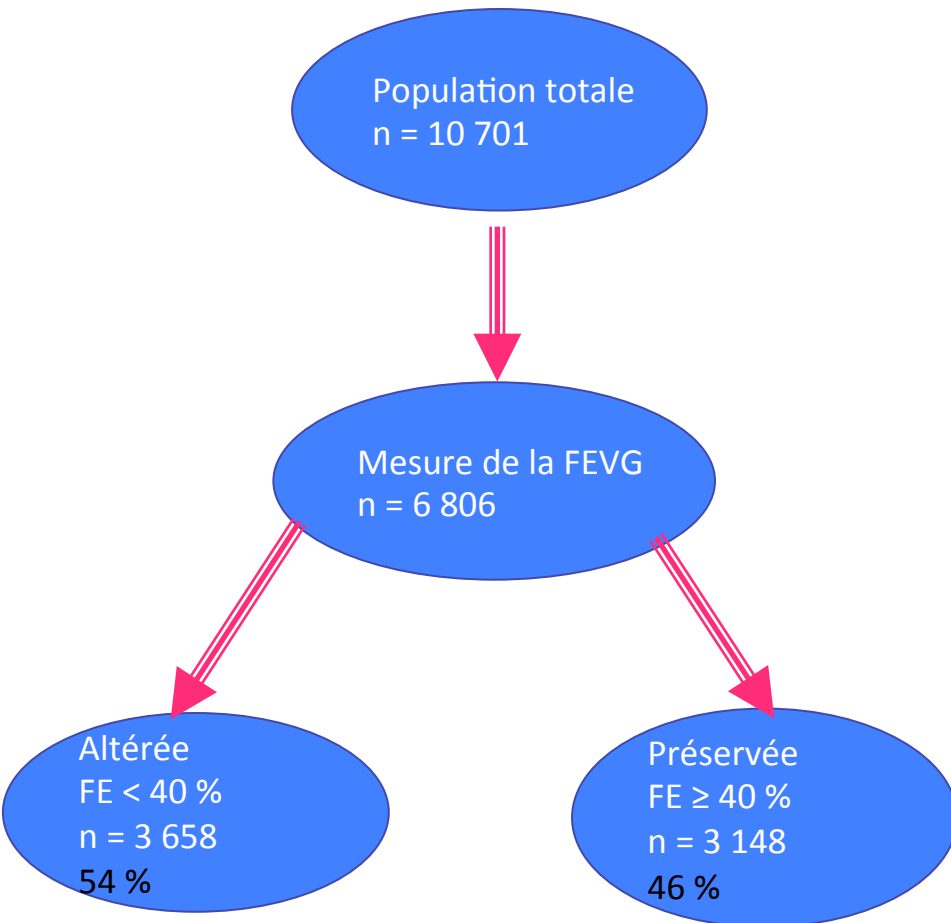 Population totale
n = 10 701
Mesure de la FEVG
n = 6 806
Altérée
FE < 40 %
n = 3 658
54 %
Préservée
FE ≥ 40 %
n = 3 148
46 %